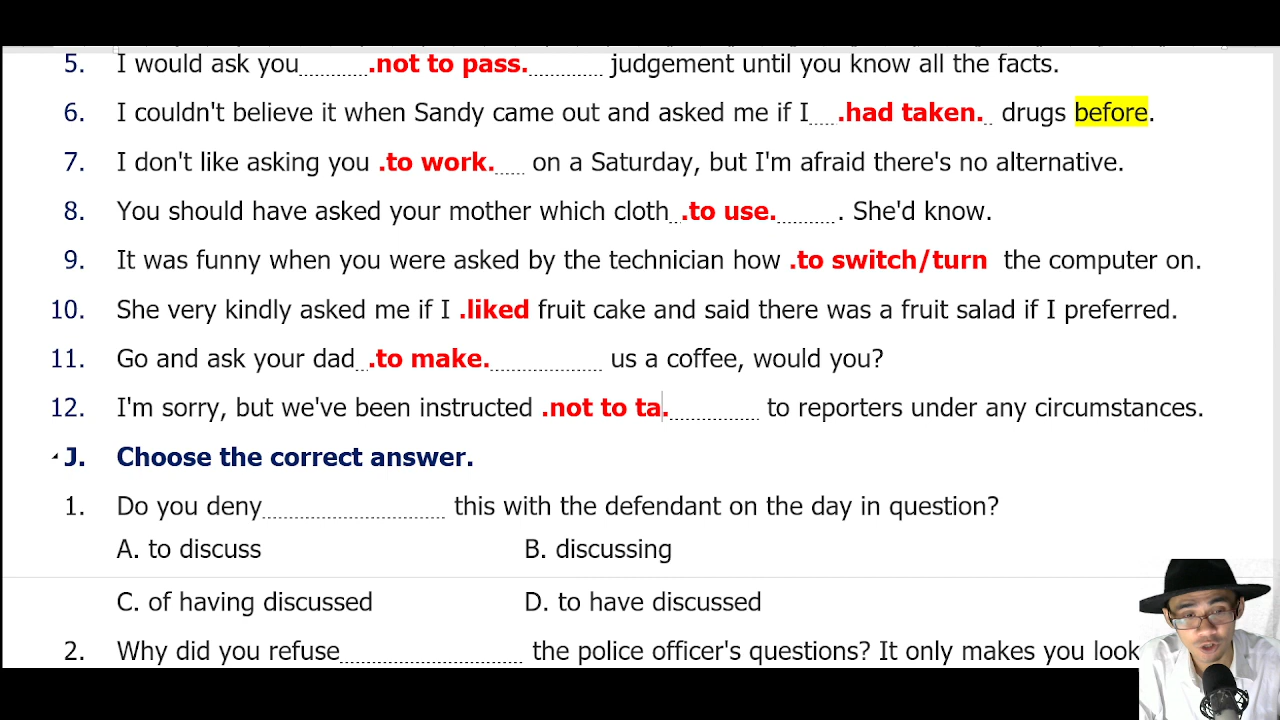 5. I would ask you.......not to pass.......... judgement until you know all the facts.
6. I couldn't believe it when Sandy came out and asked me if I.....had taken.. drugs before.
7. I don't like asking you .to work..... on a Saturday, but I'm afraid there's no alternative.
8. You should have asked your mother which cloth...to use.......... She'd know.
9. It was funny when you were asked by the technician how .to switch/turn the computer on.
10. She very kindly asked me if I .liked fruit cake and said there was a fruit salad if I preferred.
11. Go and ask your dad...to make............... us a coffee, would you?
12. I'm sorry, but we've been instructed .not to ta............. to reporters under any circumstances.
J. Choose the correct answer.
1. Do you deny......................... this with the defendant on the day in question?
A. to discuss B. discussing
C. of having discussed D. to have discussed
2. Why did you refuse......................... the police officer's questions? It only makes you look